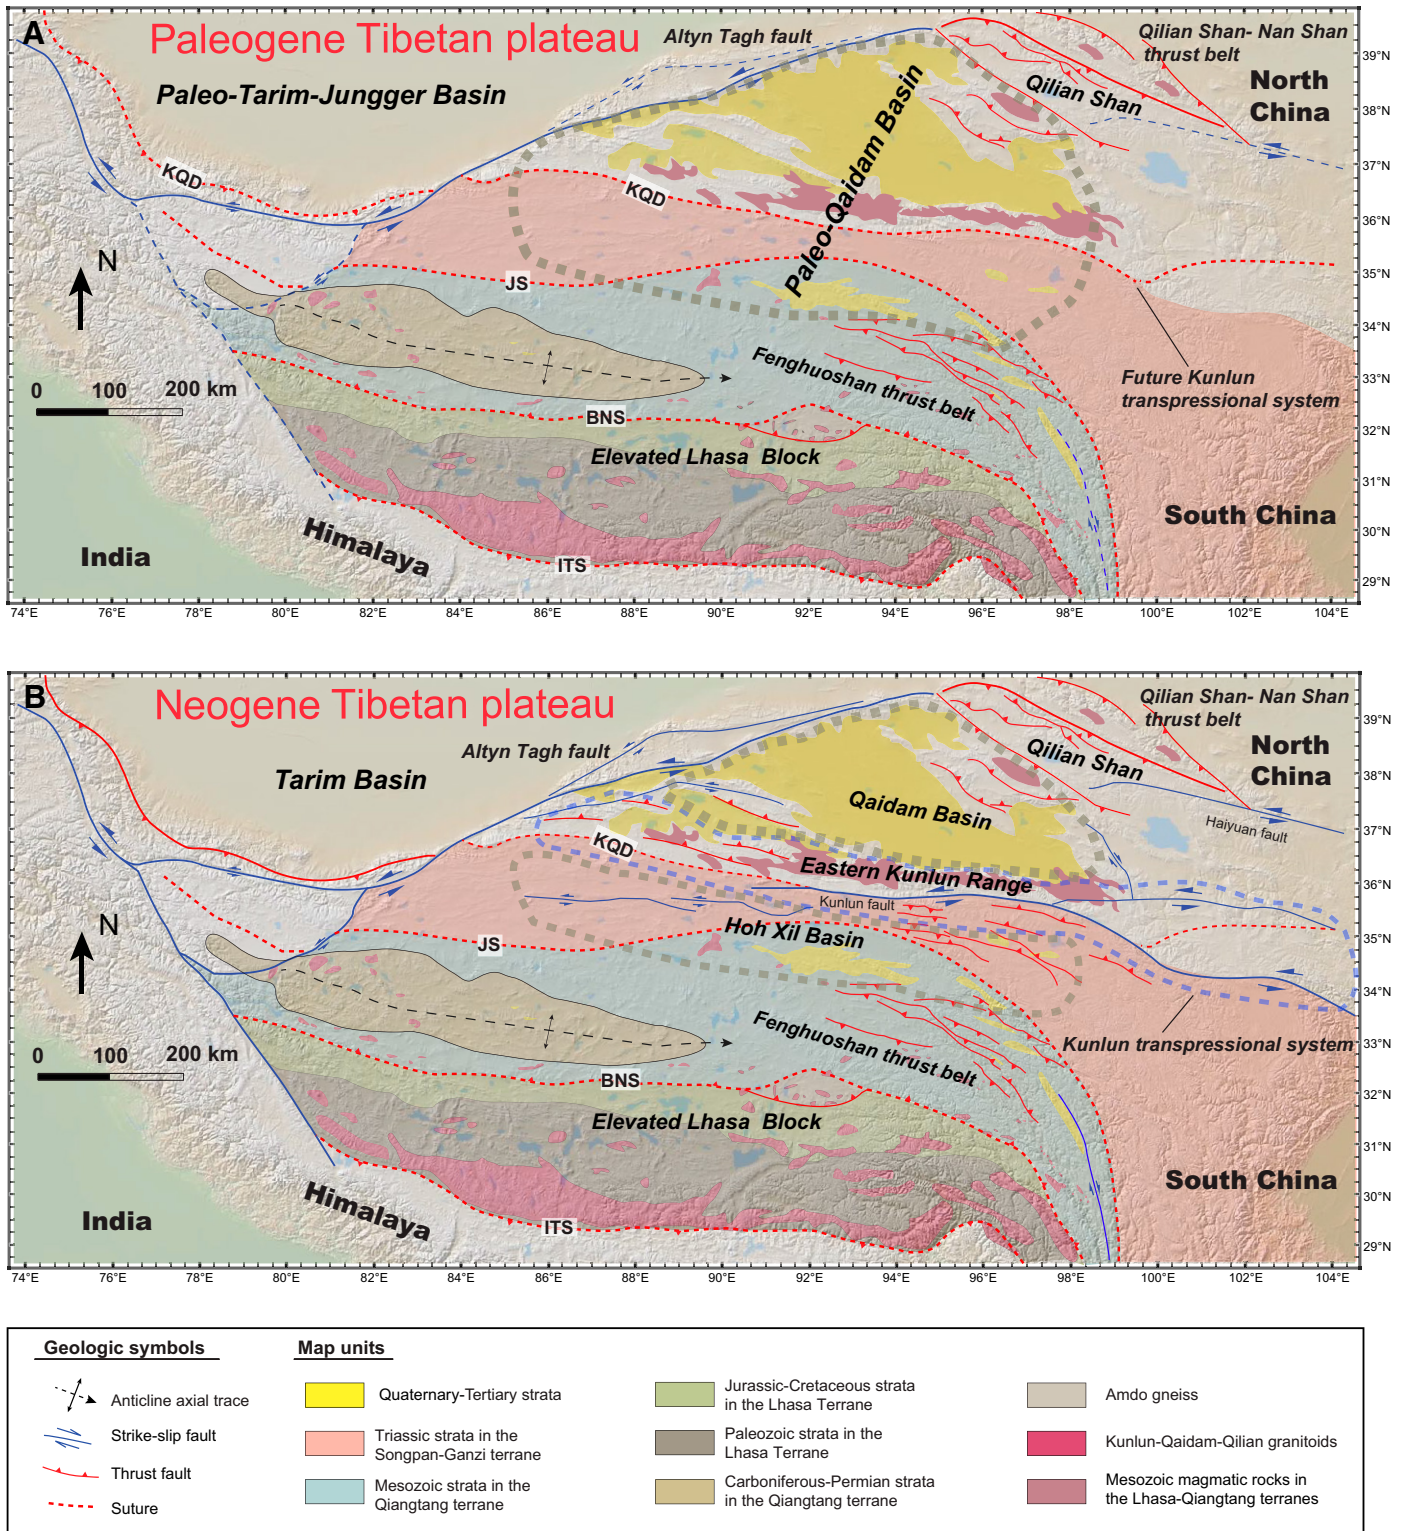 A
Paleogene Tibetan plateau
Altyn Tagh fault
Qilian Shan- Nan Shan
thrust belt
Paleo-Tarim-Jungger Basin
Qilian Shan
North
China
Paleo-Qaidam Basin
KQD
KQD
N
JS
0 100 200 km
Fenghuoshan thrust belt
Future Kunlun
transpressional system
BNS
Elevated Lhasa Block
South China
Himalaya
India
ITS
39°N
38°N
37°N
36°N
35°N
34°N
33°N
32°N
31°N
30°N
29°N
74°E 76°E 78°E 80°E 82°E 84°E 86°E 88°E 90°E 92°E 94°E 96°E 98°E 100°E 102°E 104°E
B
Neogene Tibetan plateau
Qilian Shan- Nan Shan
thrust belt
Altyn Tagh fault
Tarim Basin
Qilian Shan
North
China
Qaidam Basin
Haiyuan fault
KQD
Eastern Kunlun Range
Kunlun fault
N
JS
Hoh Xil Basin
0 100 200 km
Fenghuoshan thrust belt
Kunlun transpressional system
BNS
Elevated Lhasa Block
South China
Himalaya
India
ITS
39°N
38°N
37°N
36°N
35°N
34°N
33°N
32°N
31°N
30°N
29°N
74°E 76°E 78°E 80°E 82°E 84°E 86°E 88°E 90°E 92°E 94°E 96°E 98°E 100°E 102°E 104°E
Geologic symbols
Anticline axial trace
Strike-slip fault
Thrust fault
Suture
Map units
Quaternary-Tertiary strata
Triassic strata in the
Songpan-Ganzi terrane
Mesozoic strata in the
Qiangtang terrane
Jurassic-Cretaceous strata
in the Lhasa Terrane
Paleozoic strata in the
Lhasa Terrane
Carboniferous-Permian strata
in the Qiangtang terrane
Amdo gneiss
Kunlun-Qaidam-Qilian granitoids
Mesozoic magmatic rocks in
the Lhasa-Qiangtang terranes